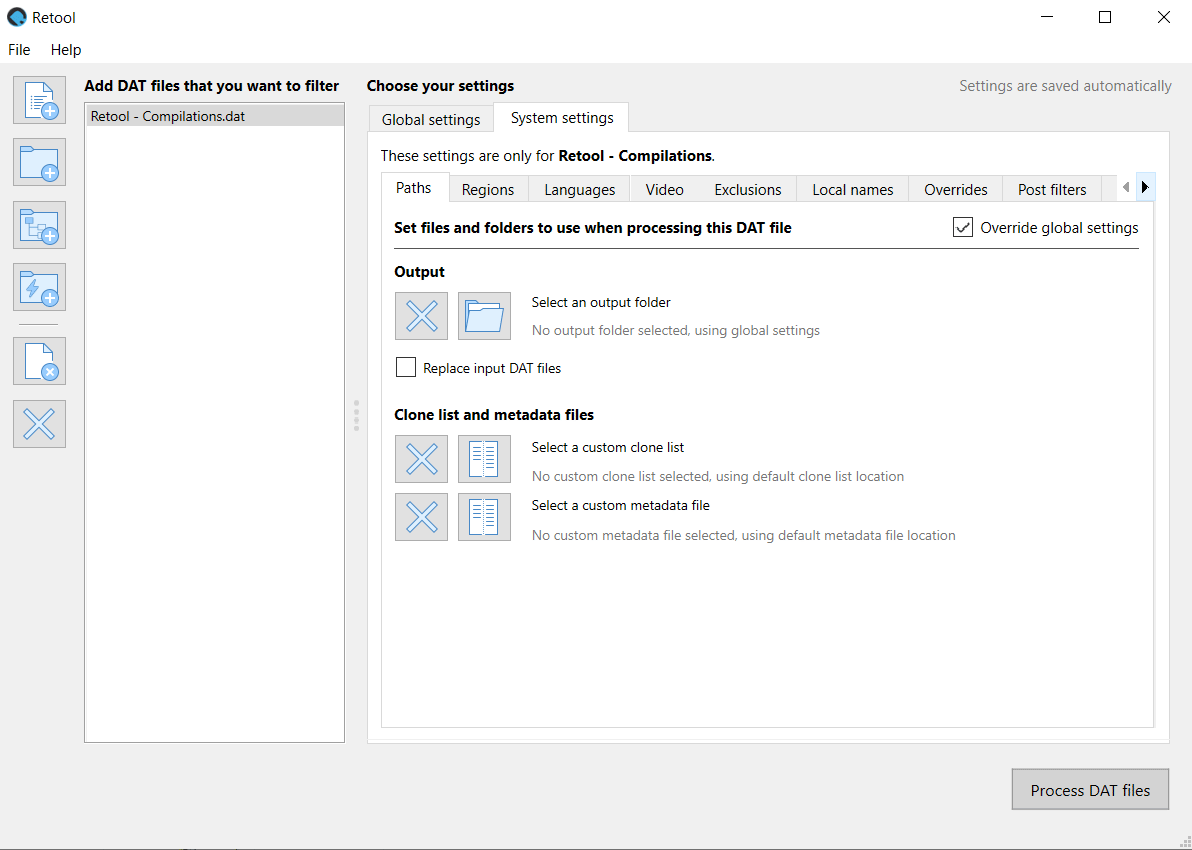 Retool
File Help
Add DAT files that you want to filter
Retool - Compilations.dat
Choose your settings
Settings are saved automatically
Global settings
System settings
These settings are only for Retool - Compilations.
Paths
Regions
Languages
Video
Exclusions
Local names
Overrides
Post filters
Set files and folders to use when processing this DAT file
Override global settings
Output
Select an output folder
No output folder selected, using global settings
Replace input DAT files
Clone list and metadata files
Select a custom clone list
No custom clone list selected, using default clone list location
Select a custom metadata file
No custom metadata file selected, using default metadata file location
Process DAT files